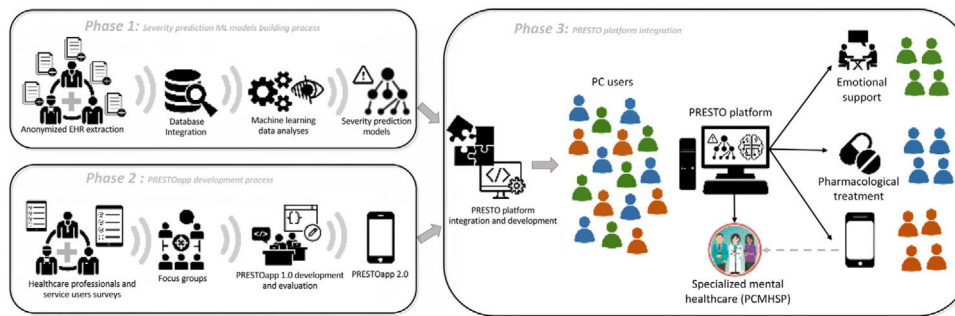 Phase 1: Severity prediction ML models building process
Anonymized EHR extraction
Database
Integration
Machine learning
data analyses
Severity prediction
models
Phase 2 : PRESTOapp development process
Healthcare professionals and
service users surveys
Focus groups
PRESTOapp 1.0 development
and evaluation
PRESTOapp 2.0
Phase 3: PRESTO platform integration
PRESTO platform
integration and development
PC users
PRESTO platform
Emotional
support
Pharmacological
treatment
Specialized mental
healthcare (PCMHSP)